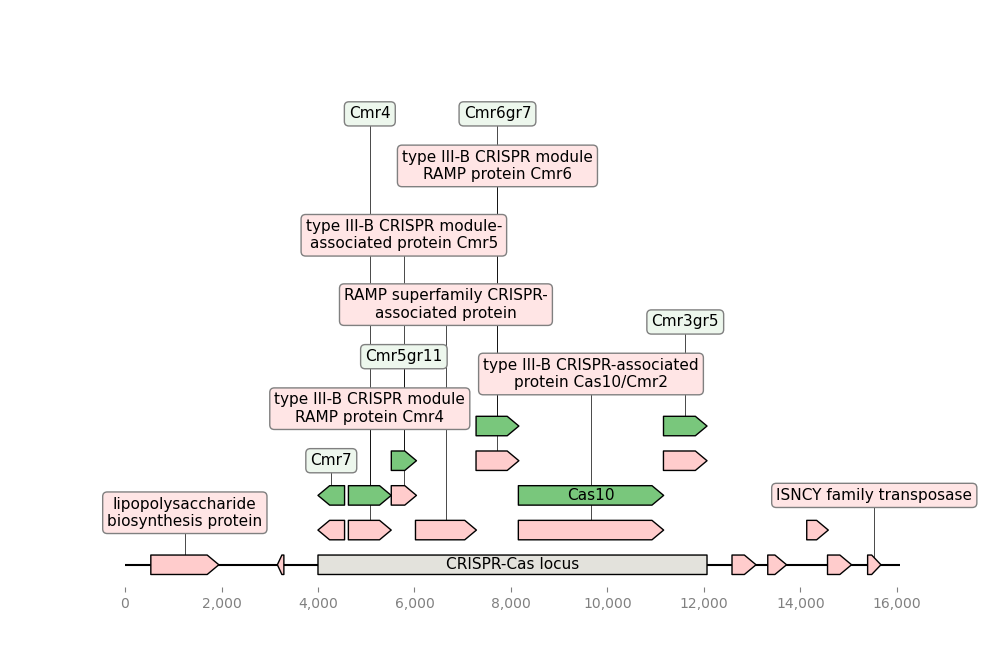 Cmr4
Cmr6gr7
type III-B CRISPR module
RAMP protein Cmr6
type III-B CRISPR module-
associated protein Cmr5
RAMP superfamily CRISPR-
associated protein
Cmr3gr5
Cmr5gr11
type III-B CRISPR-associated
protein Cas10/Cmr2
type III-B CRISPR module
RAMP protein Cmr4
Cmr7
lipopolysaccharide
biosynthesis protein
Cas10
ISNCY family transposase
CRISPR-Cas locus
0 2,000 4,000 6,000 8,000 10,000 12,000 14,000 16,000